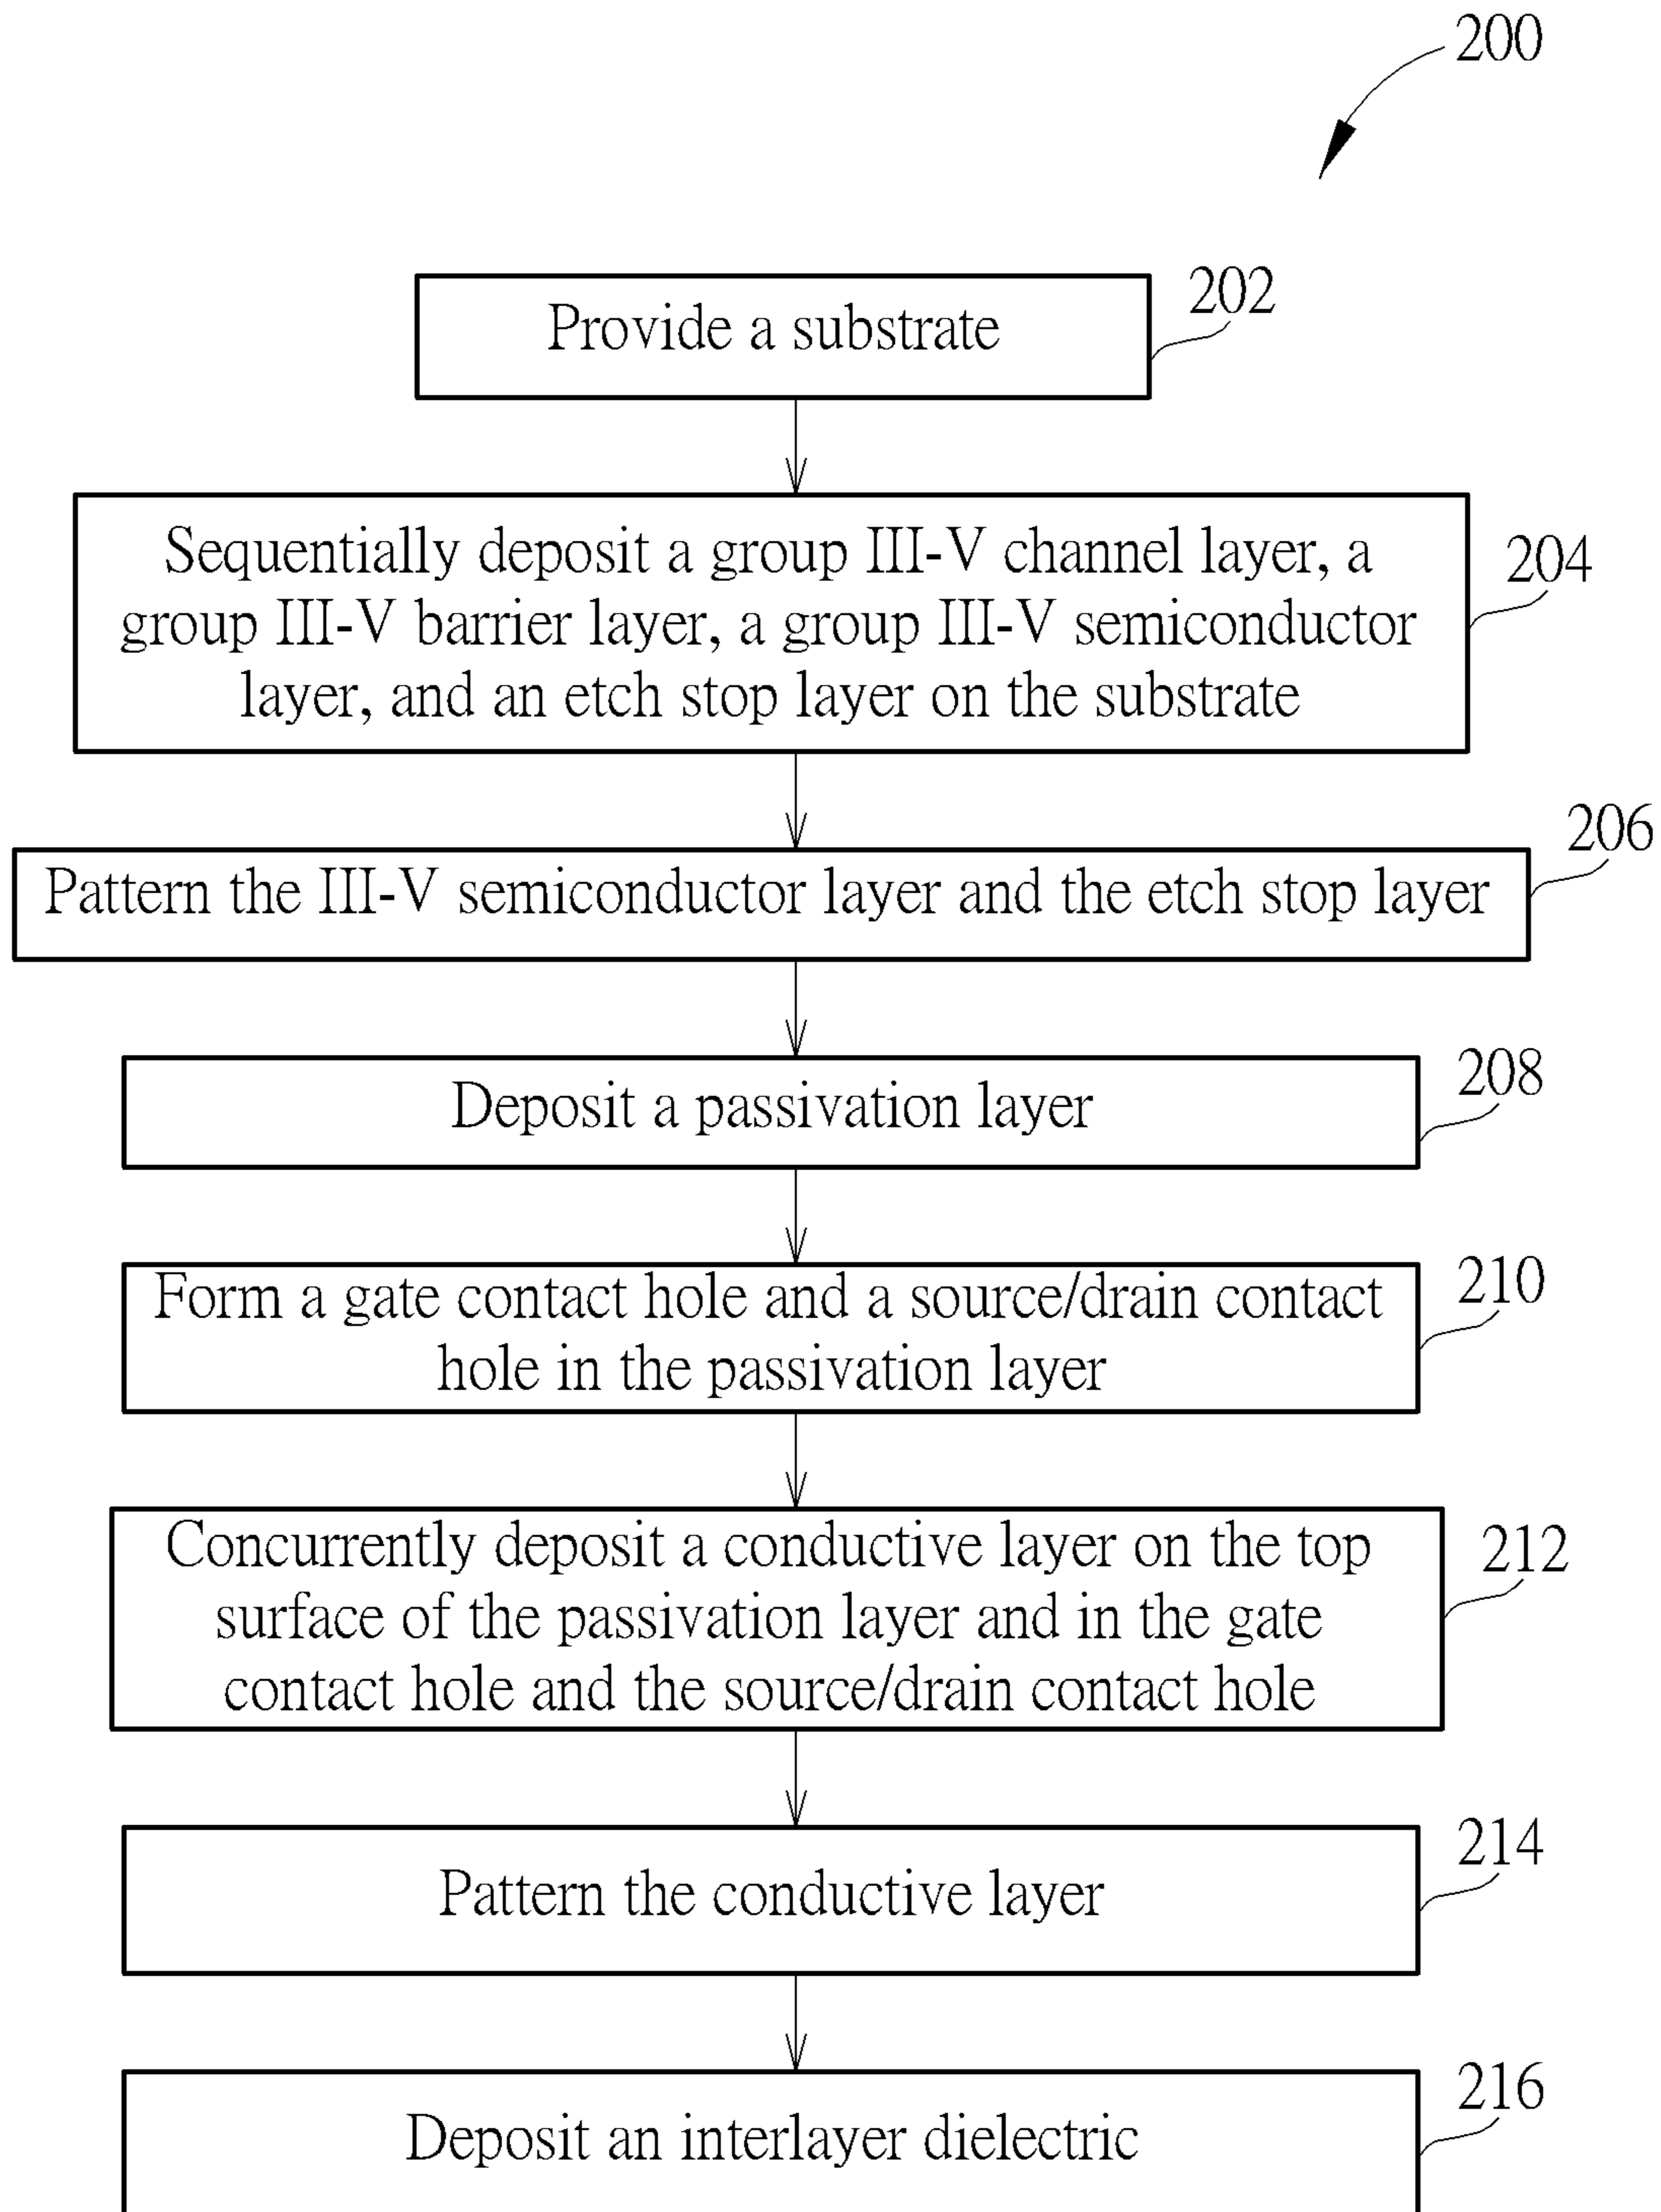 200
202
Provide a substrate
Sequentially deposit a group III-V channel layer, a
group III-V barrier layer, a group III-V semiconductor
layer, and an etch stop layer on the substrate
204
206
Pattern the III-V semiconductor layer and the etch stop layer
208
Deposit a passivation layer
210
Form a gate contact hole and a source/drain contact
hole in the passivation layer
212
Concurrently deposit a conductive layer on the top
surface of the passivation layer and in the gate
contact hole and the source/drain contact hole
214
Pattern the conductive layer
216
Deposit an interlayer dielectric